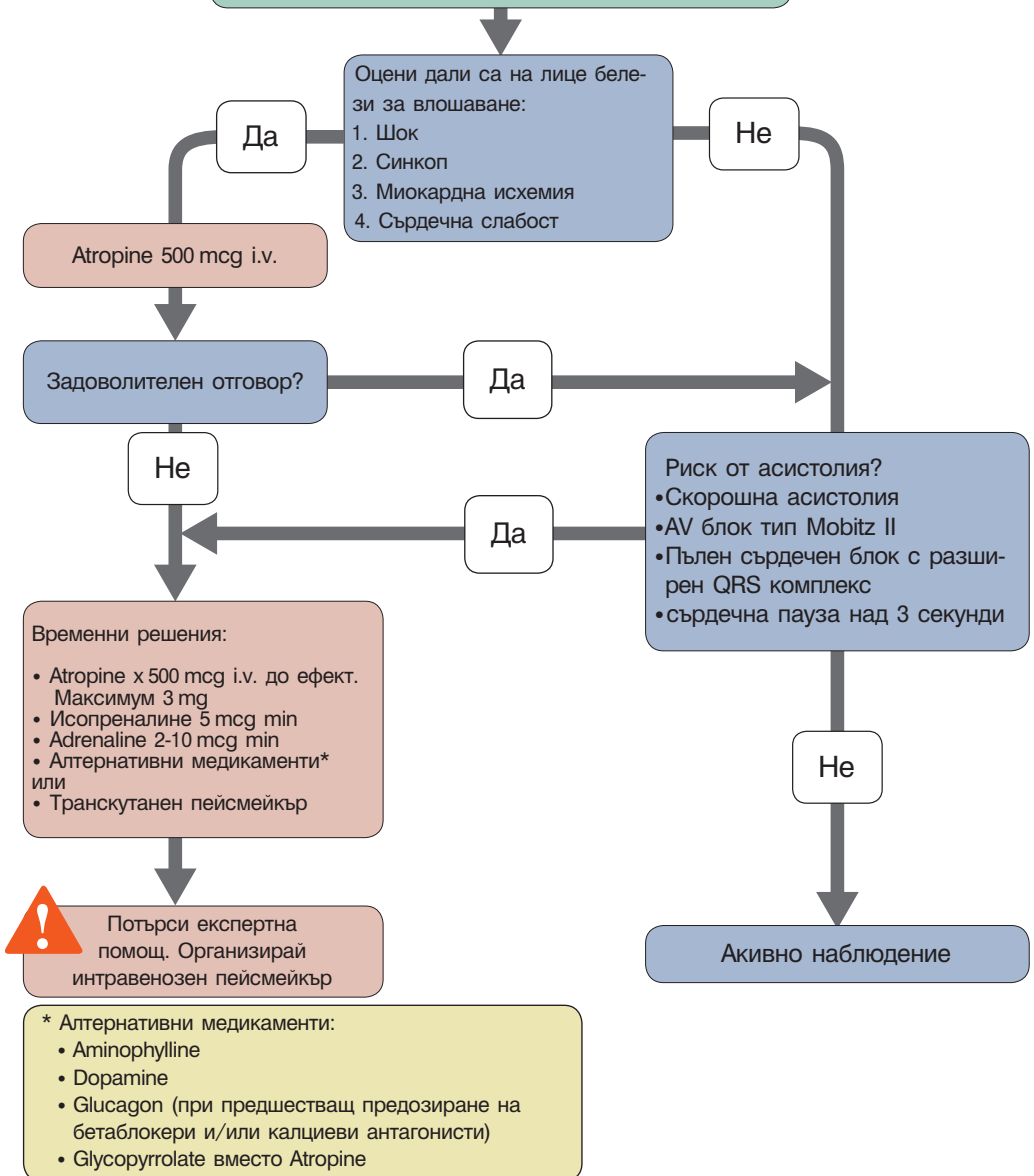 Оцени дали са на лице беле-
зи за влошаване:
1. Шок
2. Синкоп
3. Миокардна исхемия
4. Сърдечна слабост
Да
Не
Atropine 500 mcg i.v.
Задоволителен отговор?
Да
Не
Риск от асистолия?
•Скорошна асистолия
•AV блок тип Mobitz II
•Пълен сърдечен блок с разши-
рен QRS комплекс
•сърдечна пауза над 3 секунди
Да
Не
Временни решения:
• Atropine x 500 mcg i.v. до ефект.
Максимум 3 mg
• Исопреналине 5 mcg min
• Adrenaline 2-10 mcg min
• Алтернативни медикаменти*
или
• Транскутанен пейсмейкър
!
Потърси експертна
помощ. Организирай
интравенозен пейсмейкър
Акивно наблюдение
* Алтернативни медикаменти:
• Aminophylline
• Dopamine
• Glucagon (при предшестващ предозиране на
бетаблокери и/или калциеви антагонисти)
• Glycopyrrolate вместо Atropine